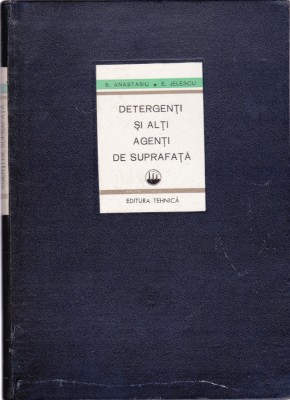 S. ANASTASIU ★ E. JELESCU
DETERGENȚI
ȘI ALȚI
AGENȚI
DE SUPRAFAȚĂ
EDITURA TEHNICĂ